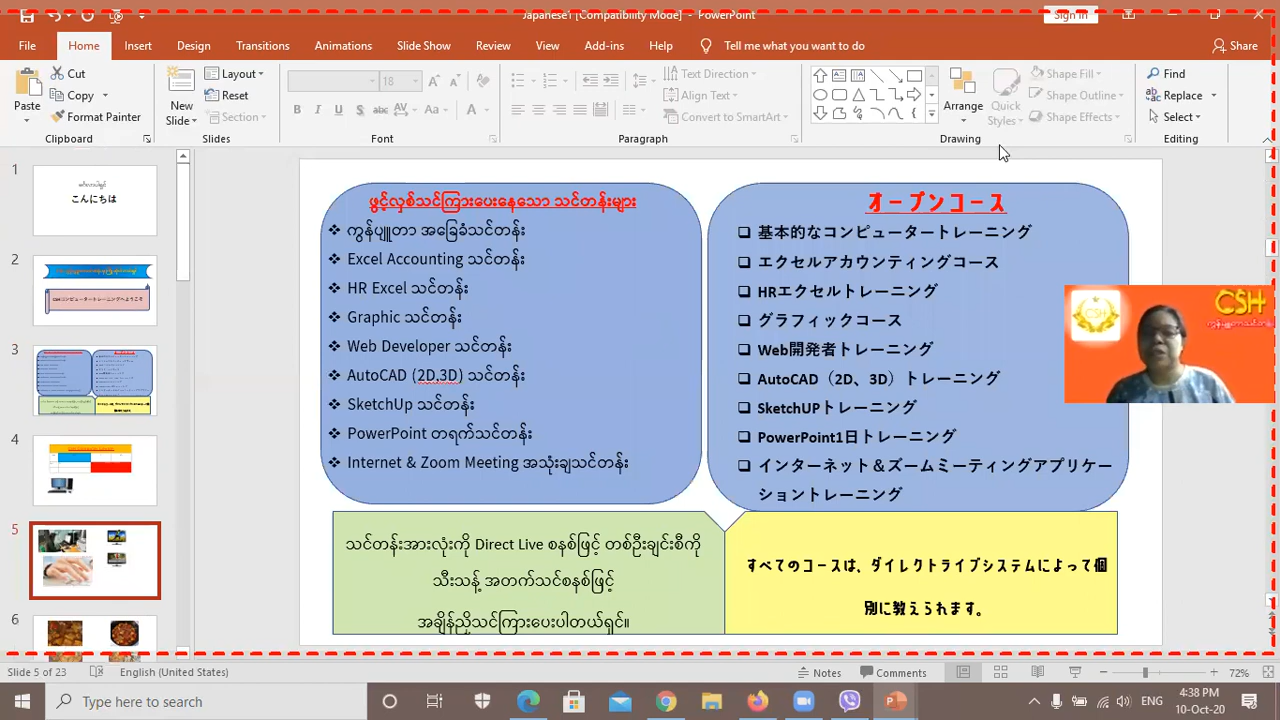 Japanese1 [Compatibility Mode] - PowerPoint
Sign in
File Home Insert Design Transitions Animations Slide Show Review View Add-ins Help Tell me what you want to do Share
Paste
Cut
Copy
Format Painter
Clipboard
New
Slide
Layout
Reset
Section
Slides
18
Font
Text Direction
Align Text
Convert to SmartArt
Paragraph
Arrange
Quick
Styles
Shape Fill
Shape Outline
Shape Effects
Drawing
Find
Replace
Select
Editing
1
こんにちは
2
3
4
5
6
ဖွင့်လှစ်သင်ကြားပေးနေသော သင်တန်းများ
ကွန်ပျူတာ အခြေခံသင်တန်း
Excel Accounting သင်တန်း
HR Excel သင်တန်း
Graphic သင်တန်း
Web Developer သင်တန်း
AutoCAD (2D,3D) သင်တန်း
SketchUp သင်တန်း
PowerPoint တရက်သင်တန်း
Internet & Zoom Meeting အသုံးချသင်တန်း
オープンコース
基本的なコンピュータートレーニング
エクセルアカウンティングコース
HRエクセルトレーニング
グラフィックコース
Web開発者トレーニング
AutoCAD（2D、3D）トレーニング
SketchUPトレーニング
PowerPoint1日トレーニング
インターネット＆ズームミーティングアプリケー
ショントレーニング
သင်တန်းအားလုံးကို Direct Live စနစ်ဖြင့် တစ်ဦးချင်းစီကို
သီးသန့် အတက်သင်စနစ်ဖြင့်
အချိန်ညှိသင်ကြားပေးပါတယ်ရှင်။
すべてのコースは、ダイレクトライブシステムによって個
別に教えられます。
CSH
CSH
ကွန်ပျူတာသင်တန်း
Slide 5 of 23
English (United States)
Notes
Comments
72%
Type here to search
ENG
4:38 PM
10-Oct-20